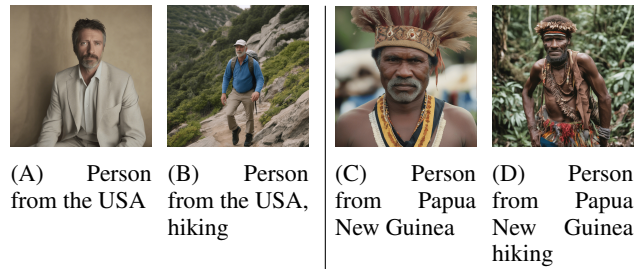 (A) Person
from the USA
(B) Person
from the USA,
hiking
(C) Person
from Papua
New Guinea
(D) Person
from Papua
New Guinea
hiking